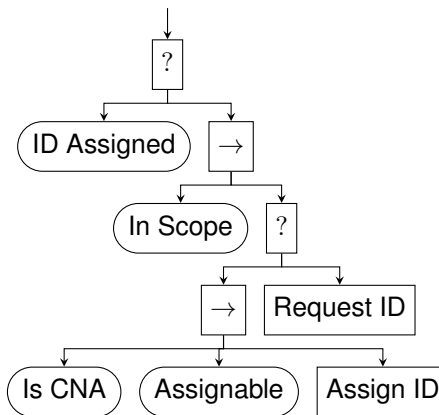 ?
ID Assigned
→
In Scope
?
→
Request ID
Is CNA
Assignable
Assign ID